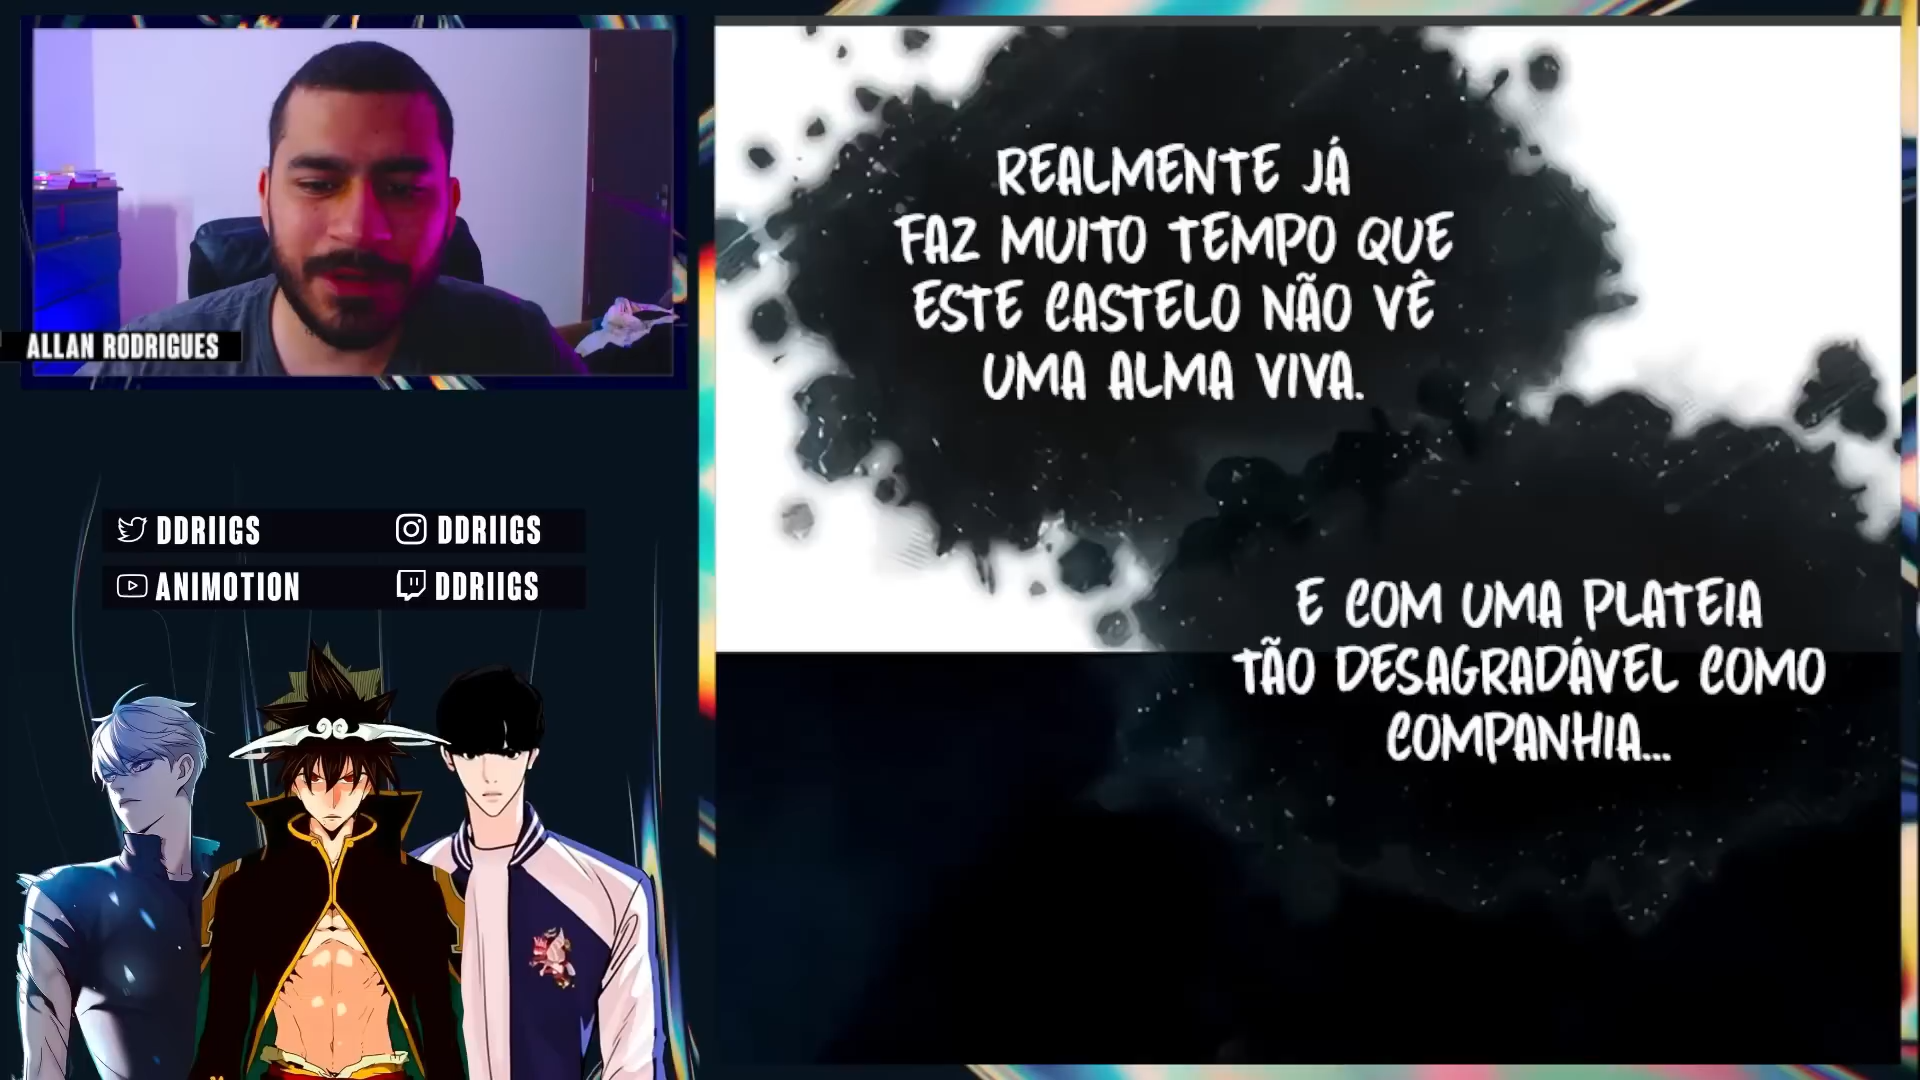 ALLAN RODRIGUES
DDRIIGS
DDRIIGS
ANIMOTION
DDRIIGS
REALMENTE JÁ
FAZ MUITO TEMPO QUE
ESTE CASTELO NÃO VÊ
UMA ALMA VIVA.
E COM UMA PLATEIA
TÃO DESAGRADÁVEL COMO
COMPANHIA...